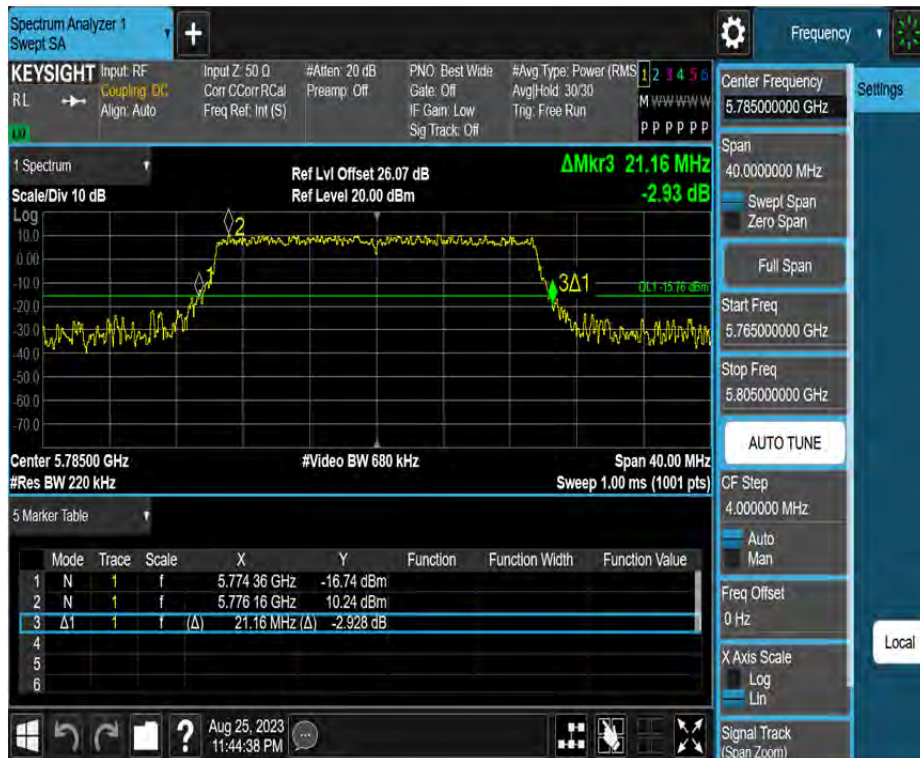 Spectrum Analyzer 1
Swept SA
+
Frequency
KEYSIGHT
RL
LXI
Input: RF
Coupling: DC
Align: Auto
Input Z: 50 Ω
Corr CCorr RCal
Freq Ref: Int (S)
#Atten: 20 dB
Preamp: Off
PNO: Best Wide
Gate: Off
IF Gain: Low
Sig Track: Off
#Avg Type: Power (RMS
Avg|Hold: 30/30
Trig: Free Run
1 2 3 4 5 6
M W W W W W
P P P P P P
Center Frequency
5.785000000 GHz
Settings
Span
40.0000000 MHz
Swept Span
Zero Span
Full Span
Start Freq
5.765000000 GHz
Stop Freq
5.805000000 GHz
AUTO TUNE
CF Step
4.000000 MHz
Auto
Man
Freq Offset
0 Hz
X Axis Scale
Log
Lin
Signal Track
(Span Zoom)
Local
1 Spectrum
Scale/Div 10 dB
Ref Lvl Offset 26.07 dB
Ref Level 20.00 dBm
ΔMkr3 21.16 MHz
-2.93 dB
Log
10.0
0.00
-10.0
-20.0
-30.0
-40.0
-50.0
-60.0
-70.0
2
1
3Δ1
DL1 -15.76 dBm
Center 5.78500 GHz
#Video BW 680 kHz
Span 40.00 MHz
#Res BW 220 kHz
Sweep 1.00 ms (1001 pts)
5 Marker Table
Mode Trace Scale X Y Function Function Width Function Value
1 N 1 f 5.774 36 GHz -16.74 dBm
2 N 1 f 5.776 16 GHz 10.24 dBm
3 Δ1 1 f (Δ) 21.16 MHz (Δ) -2.928 dB
4
5
6
?
Aug 25, 2023
11:44:38 PM